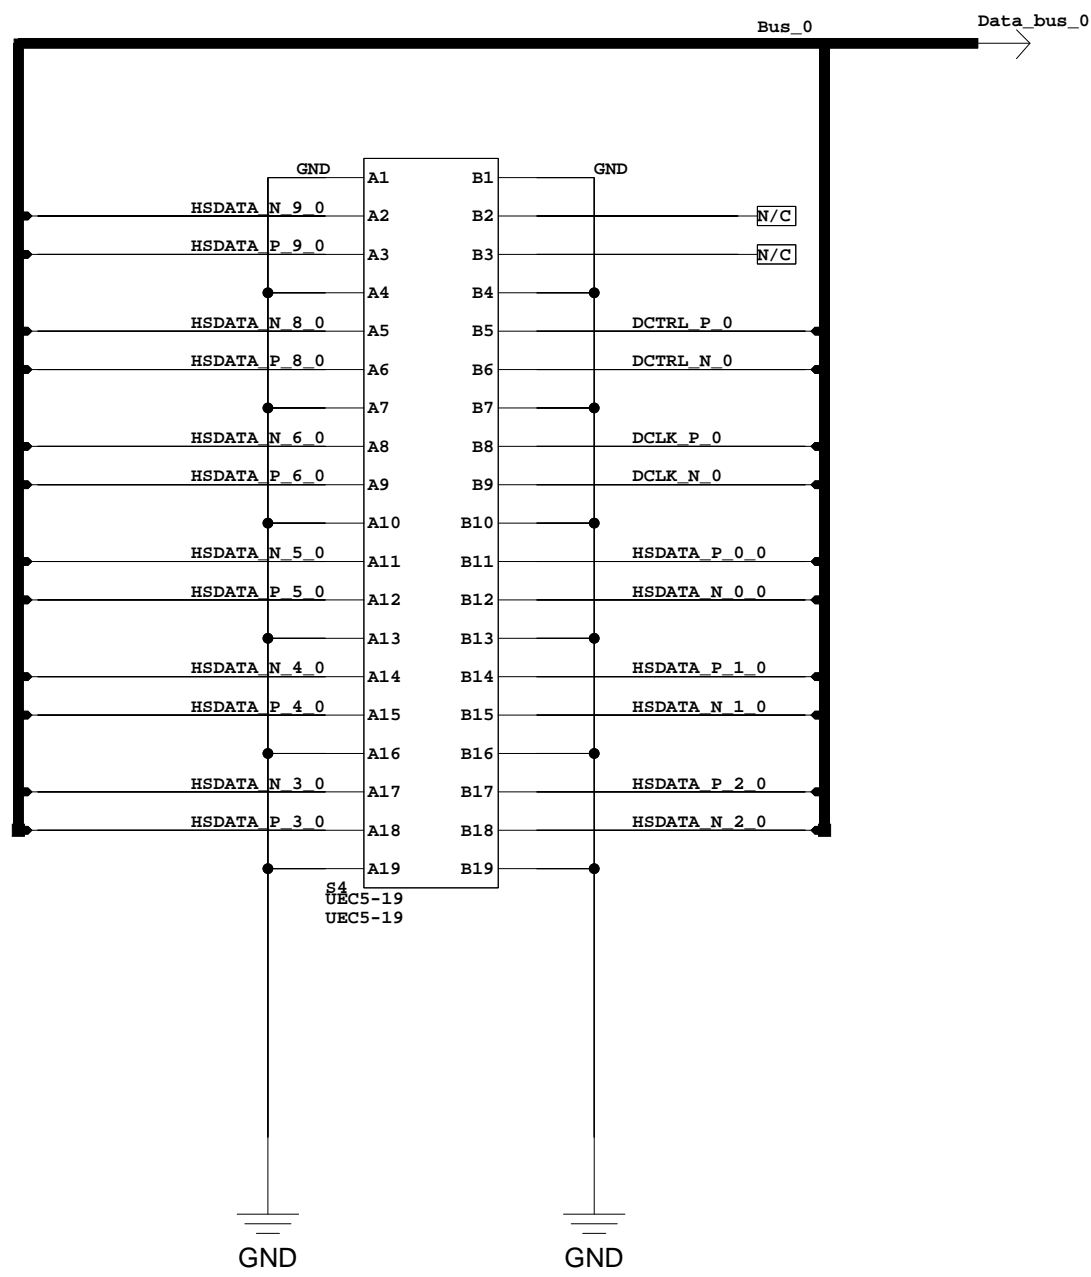 Data_bus_0
Bus_0
GND A1 B1 GND
HSDATA_N_9_0 A2 B2 N/C
HSDATA_P_9_0 A3 B3 N/C
A4 B4
HSDATA_N_8_0 A5 B5 DCTRL_P_0
HSDATA_P_8_0 A6 B6 DCTRL_N_0
A7 B7
HSDATA_N_6_0 A8 B8 DCLK_P_0
HSDATA_P_6_0 A9 B9 DCLK_N_0
A10 B10
HSDATA_N_5_0 A11 B11 HSDATA_P_0_0
HSDATA_P_5_0 A12 B12 HSDATA_N_0_0
A13 B13
HSDATA_N_4_0 A14 B14 HSDATA_P_1_0
HSDATA_P_4_0 A15 B15 HSDATA_N_1_0
A16 B16
HSDATA_N_3_0 A17 B17 HSDATA_P_2_0
HSDATA_P_3_0 A18 B18 HSDATA_N_2_0
A19 B19
S4
UEC5-19
UEC5-19
GND GND